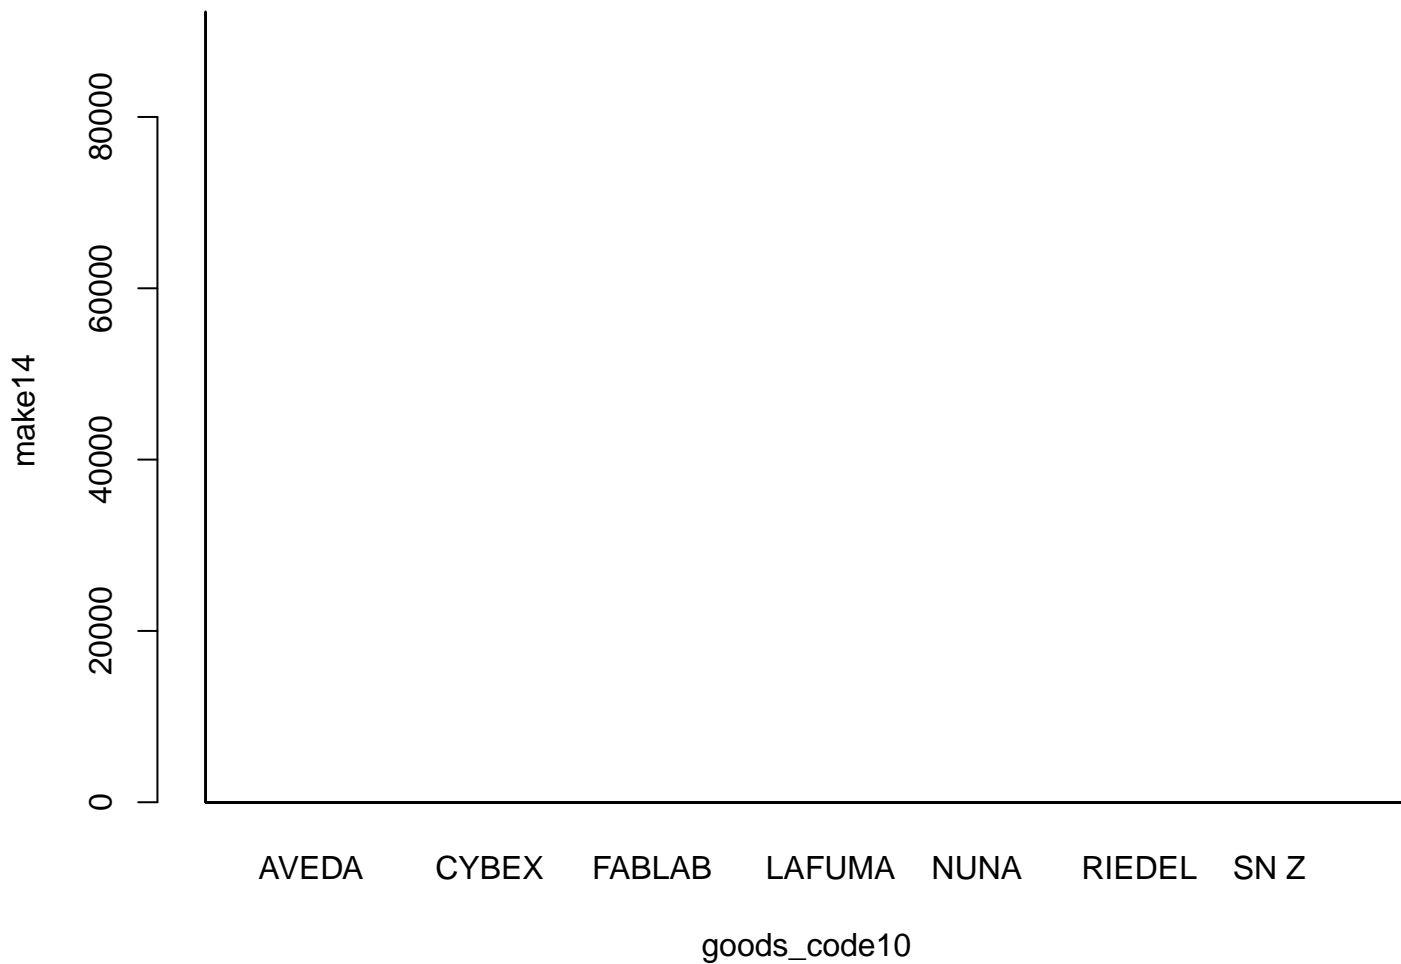 80000
60000
40000
20000
0
make14
AVEDA CYBEX FABLAB LAFUMA NUNA RIEDEL SN Z
goods_code10